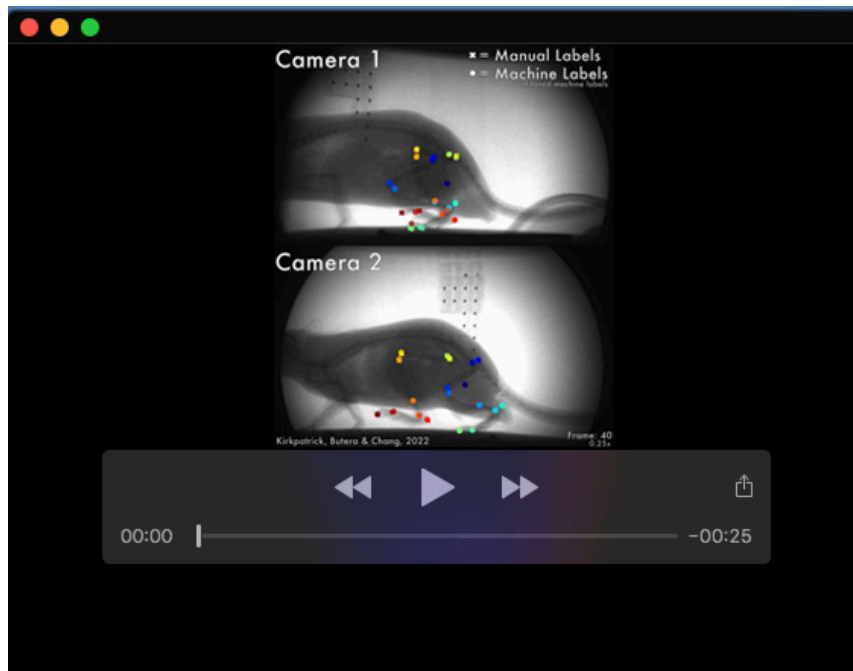 Camera 1
× = Manual Labels
• = Machine Labels
Camera 2
Kirkpatrick, Butera & Chang, 2022
Frame: 40
0.25×
00:00
-00:25